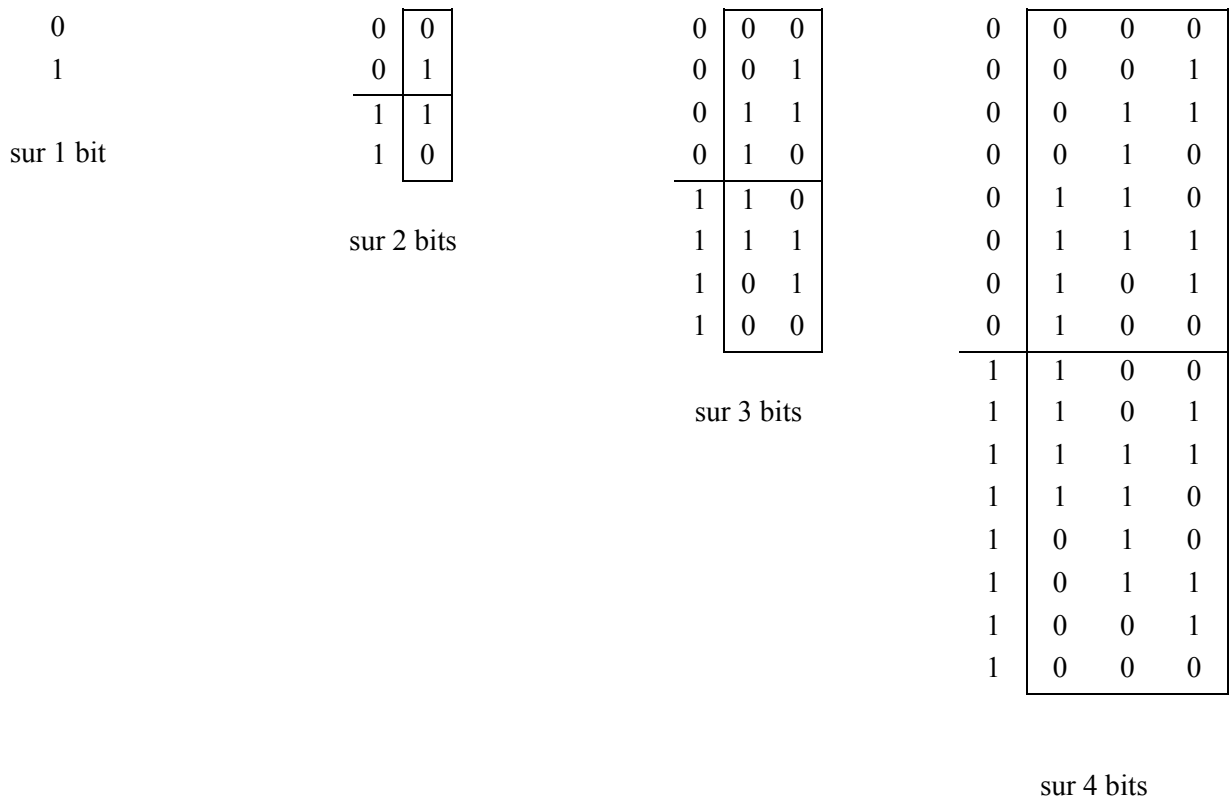 0
1
sur 1 bit
0 0
0 1
1 1
1 0
sur 2 bits
0 0 0
0 0 1
0 1 1
0 1 0
1 1 0
1 1 1
1 0 1
1 0 0
sur 3 bits
0 0 0 0
0 0 0 1
0 0 1 1
0 0 1 0
0 1 1 0
0 1 1 1
0 1 0 1
0 1 0 0
1 1 0 0
1 1 0 1
1 1 1 1
1 1 1 0
1 0 1 0
1 0 1 1
1 0 0 1
1 0 0 0
sur 4 bits